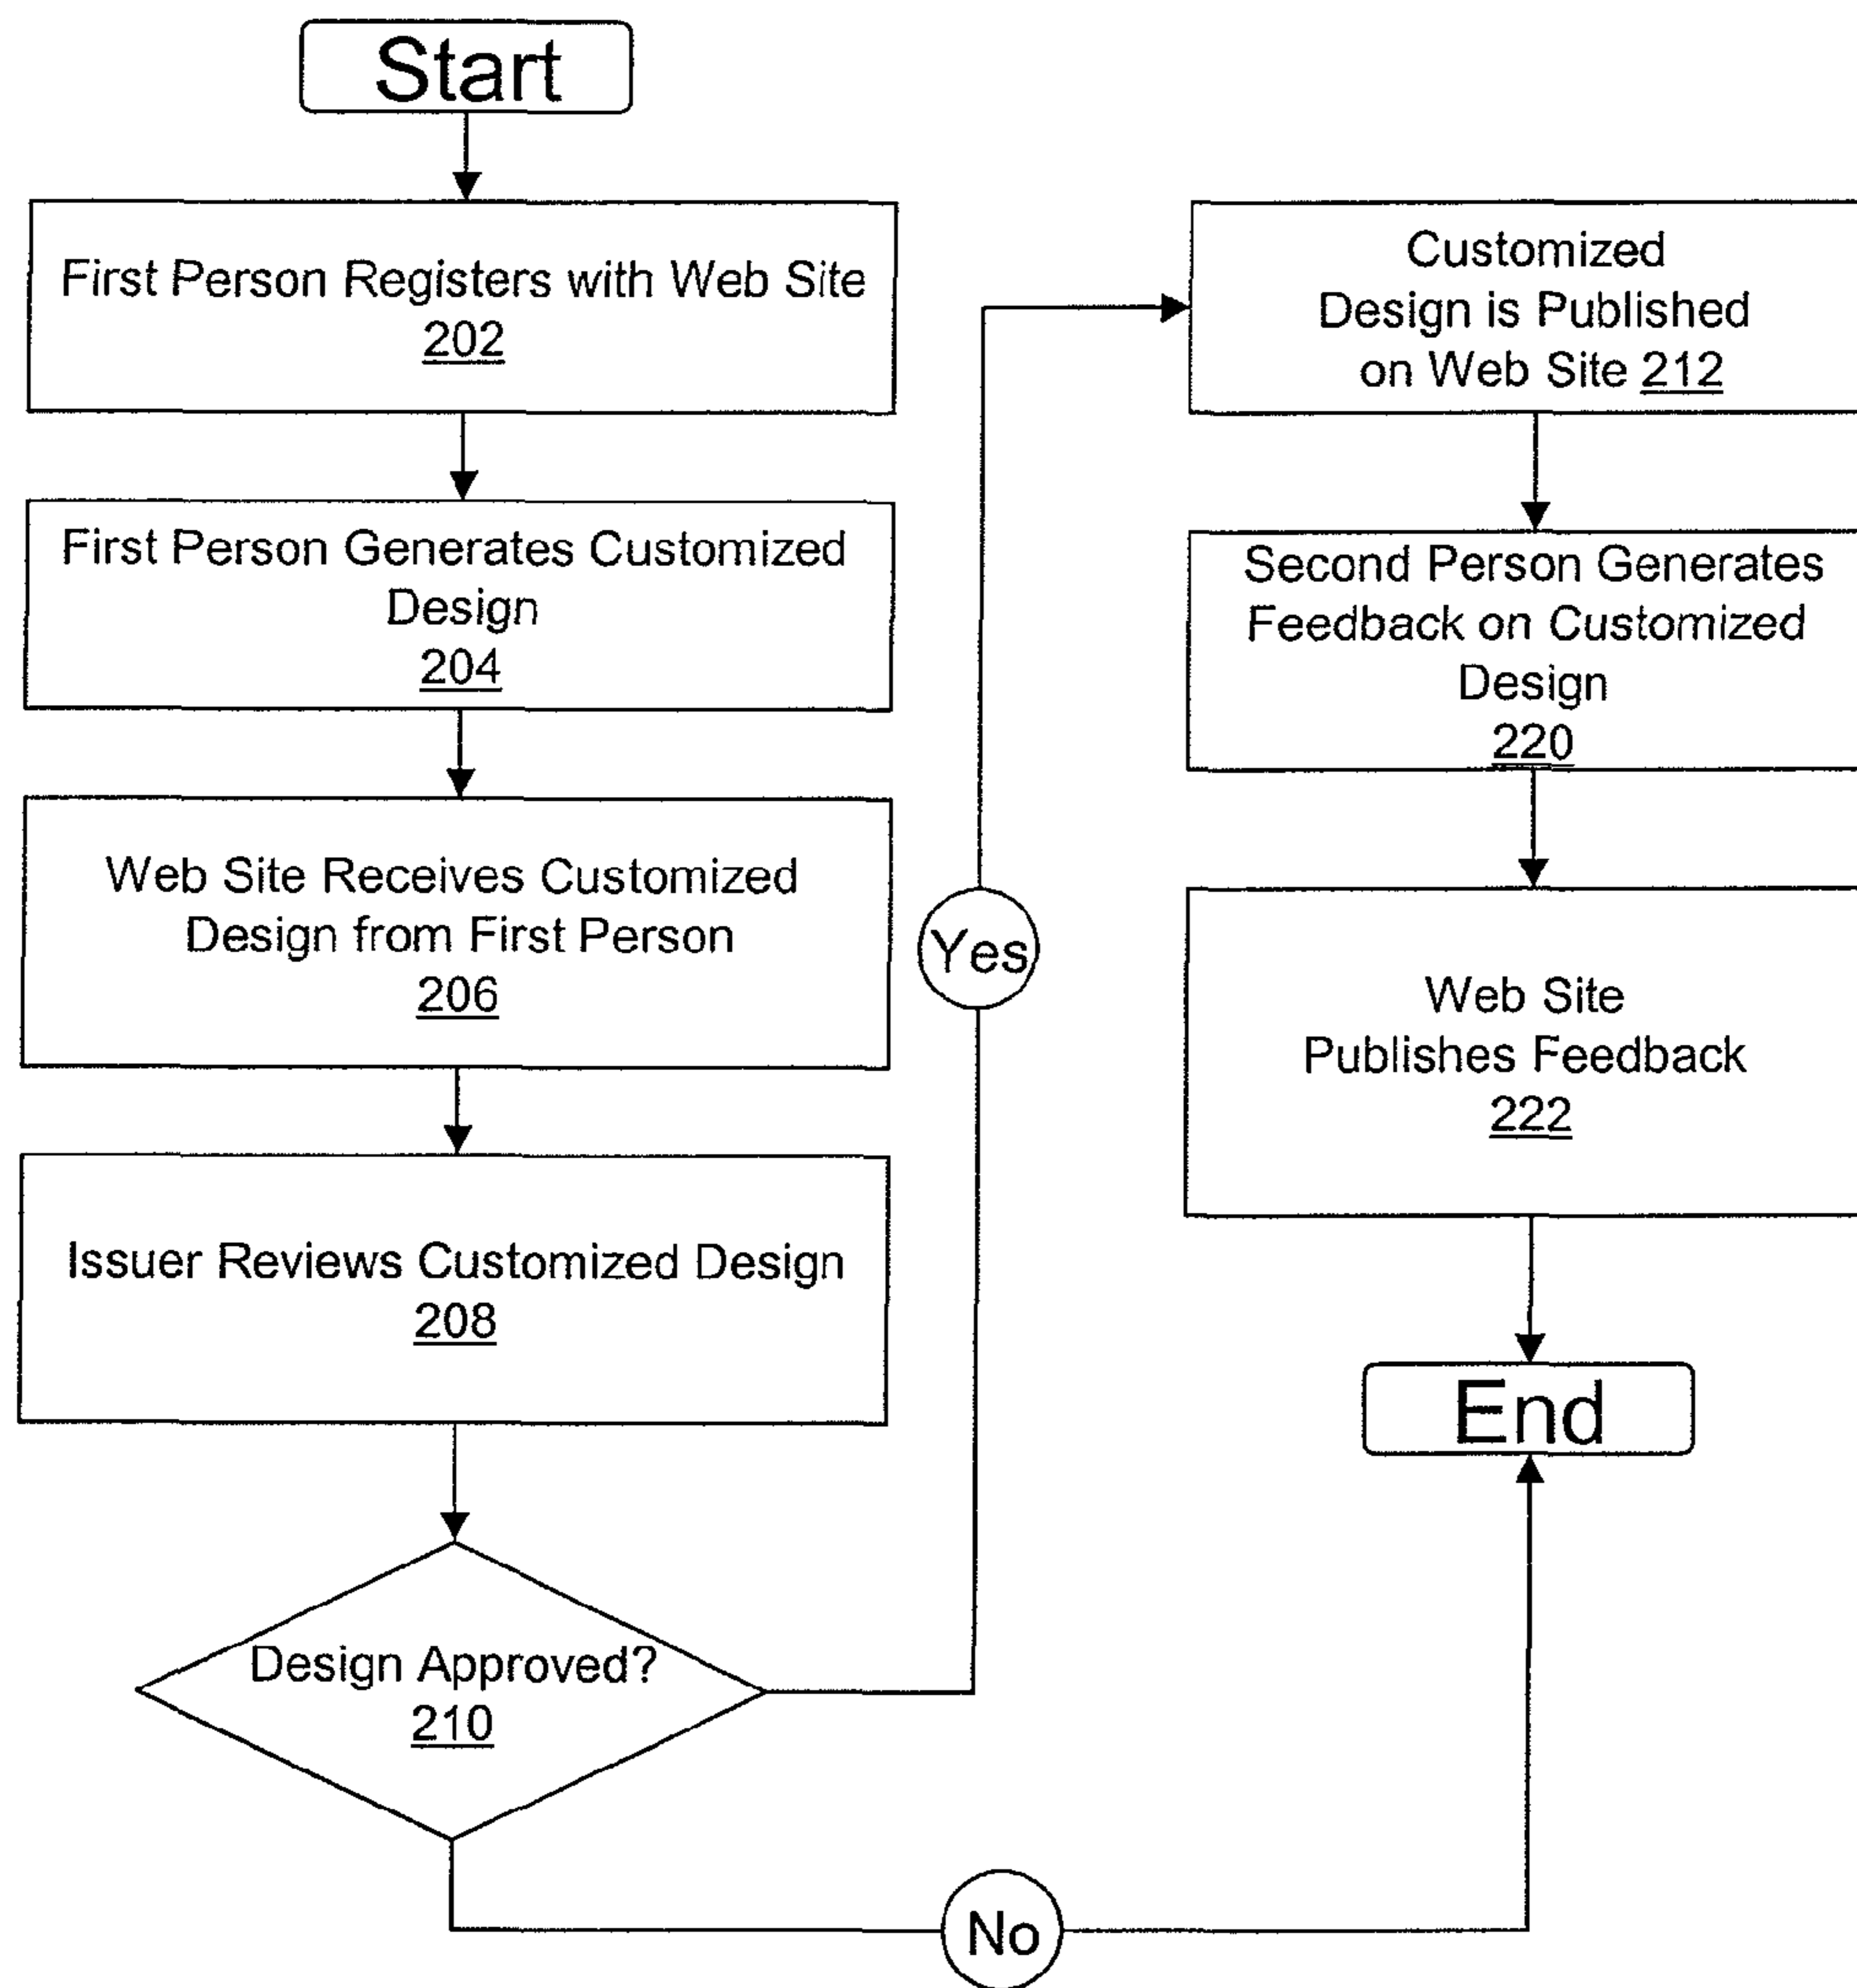 Start
First Person Registers with Web Site
202
First Person Generates Customized
Design
204
Web Site Receives Customized
Design from First Person
206
Issuer Reviews Customized Design
208
Design Approved?
210
Yes
No
Customized
Design is Published
on Web Site 212
Second Person Generates
Feedback on Customized
Design
220
Web Site
Publishes Feedback
222
End